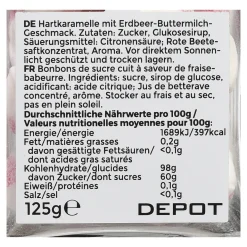 DE Hartkaramelle mit Erdbeer-Buttermilch-
Geschmack. Zutaten: Zucker, Glukosesirup,
Säuerungsmittel: Citronensäure; Rote Beete-
saftkonzentrat, Aroma. Vor direktem Sonnen-
licht geschützt und trocken lagern.
FR Bonbons de sucre cuit à saveur de fraise-
babeurre. Ingrédients: sucre, sirop de glucose,
acidifiant: acide citrique; Jus de betterave
concentré, arôme. Stocker au frais et au sec,
pas en plein soleil.
Durchschnittliche Nährwerte pro 100g/
Valeurs nutritionelles moyennes pour 100g:
Energie/énergie 1689kJ/397kcal
Fett/matières grasses 0,2g
davon gesättigte Fettsäuren/ <0,1g
dont acides gras saturés
Kohlenhydrate/glucides 98g
davon Zucker/dont sucre 60g
Eiweiß/protéines 0,1g
Salz/sel <0,1g
125g℮ DEPOT